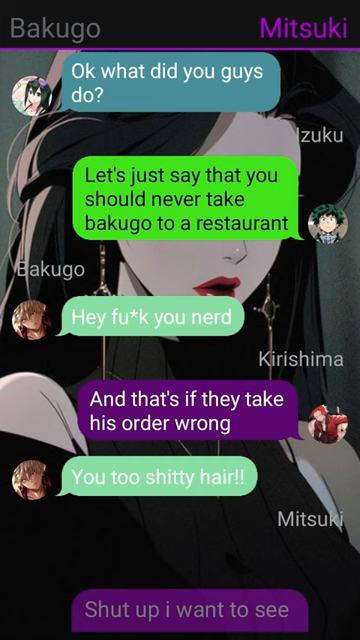 Bakugo
Mitsuki
Ok what did you guys
do?
Izuku
Let's just say that you
should never take
bakugo to a restaurant
Bakugo
Hey fu*k you nerd
Kirishima
And that's if they take
his order wrong
You too shitty hair!!
Mitsuki
Shut up i want to see